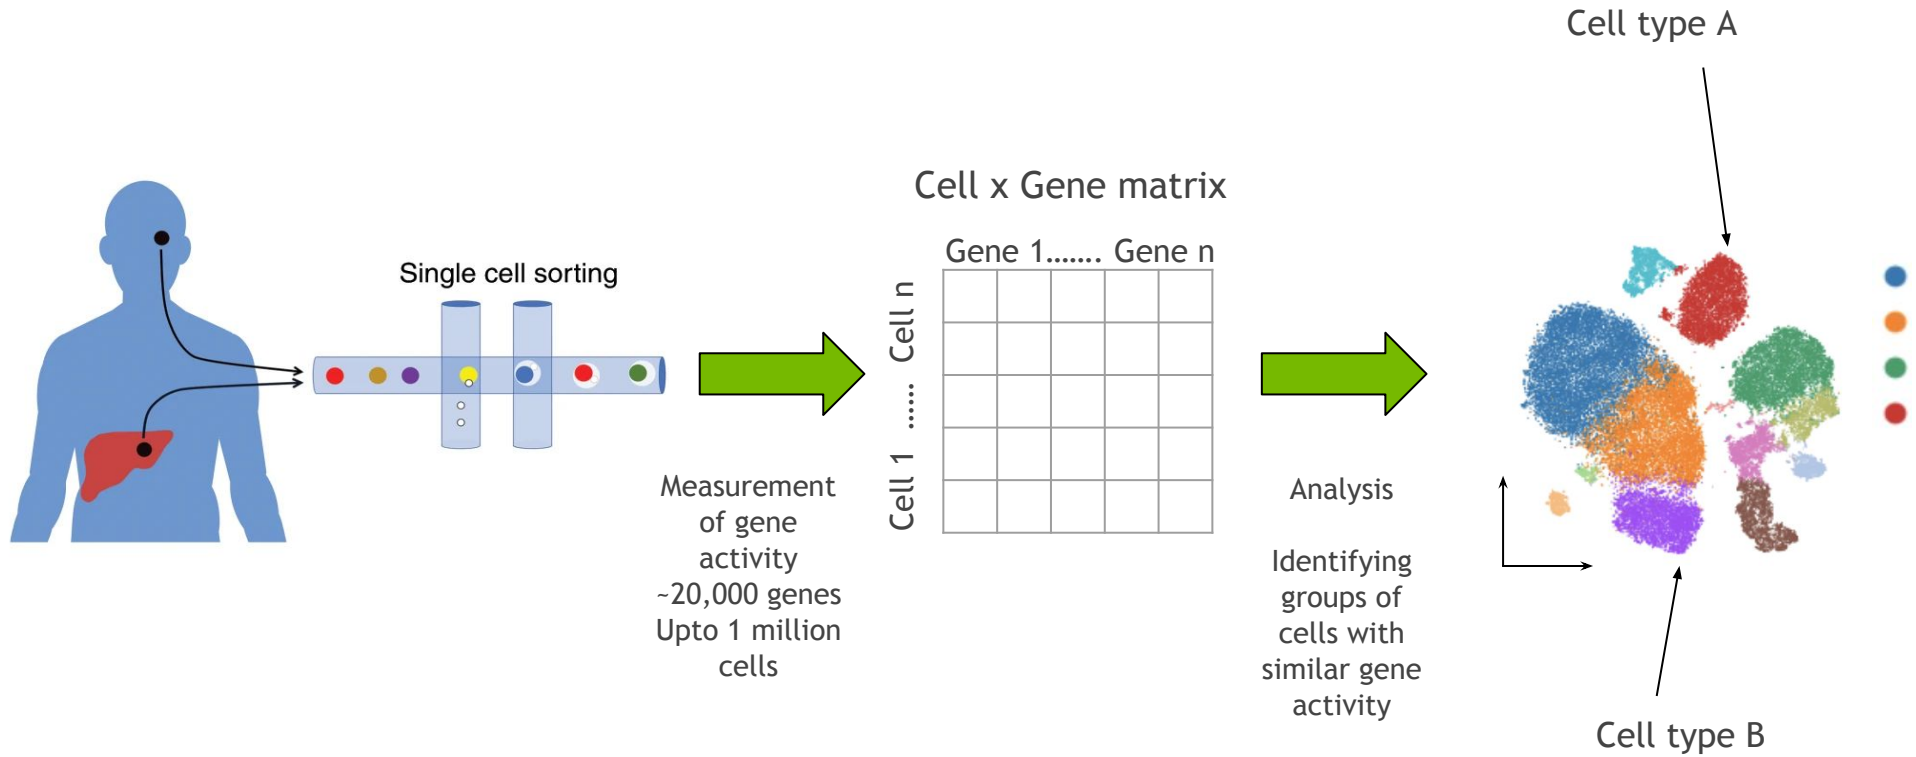 Cell type A
Cell x Gene matrix
Gene 1....... Gene n
Single cell sorting
Cell 1 ...... Cell n
Measurement
of gene
activity
~20,000 genes
Upto 1 million
cells
Analysis
Identifying
groups of
cells with
similar gene
activity
Cell type B